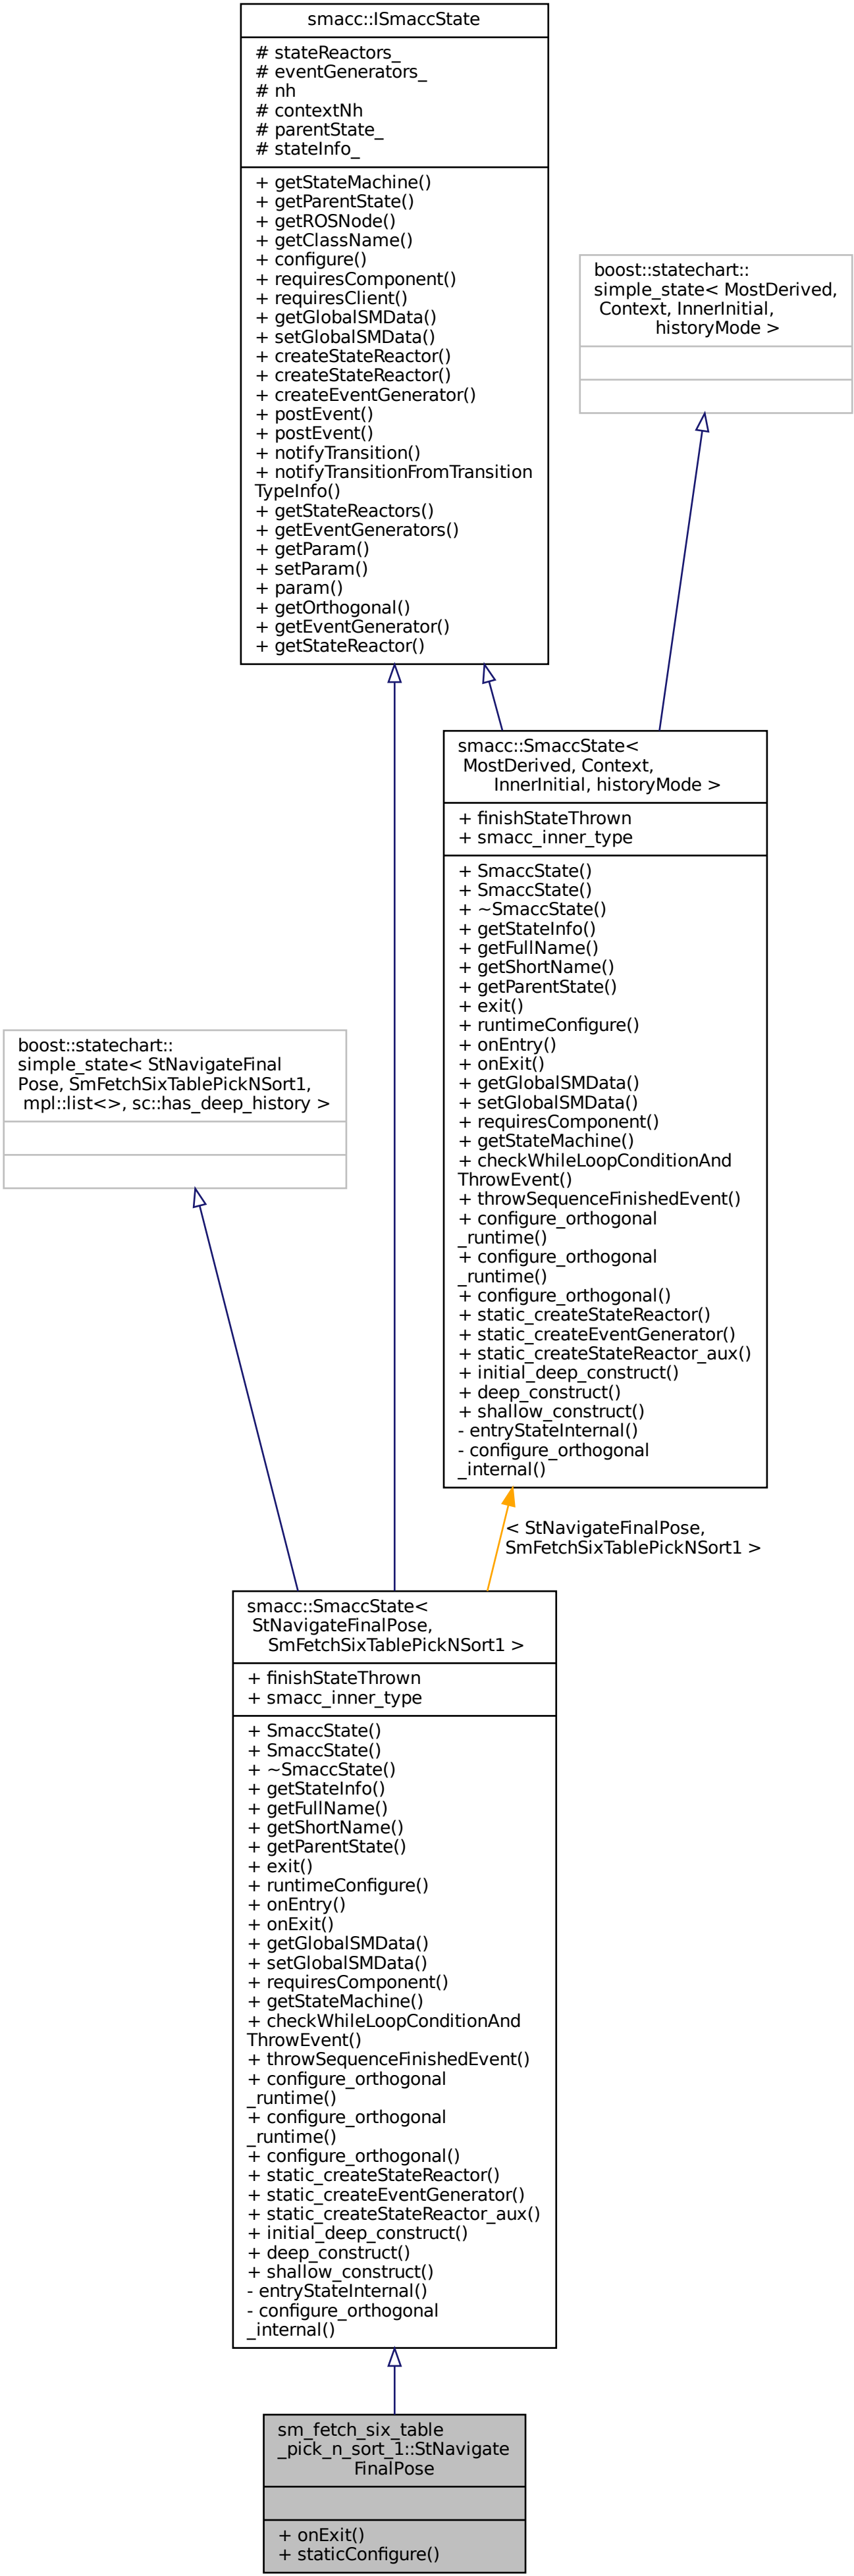 smacc::ISmaccState
# stateReactors_
# eventGenerators_
# nh
# contextNh
# parentState_
# stateInfo_
+ getStateMachine()
+ getParentState()
+ getROSNode()
+ getClassName()
+ configure()
+ requiresComponent()
+ requiresClient()
+ getGlobalSMData()
+ setGlobalSMData()
+ createStateReactor()
+ createStateReactor()
+ createEventGenerator()
+ postEvent()
+ postEvent()
+ notifyTransition()
+ notifyTransitionFromTransition
TypeInfo()
+ getStateReactors()
+ getEventGenerators()
+ getParam()
+ setParam()
+ param()
+ getOrthogonal()
+ getEventGenerator()
+ getStateReactor()
boost::statechart::
simple_state< MostDerived,
Context, InnerInitial,
historyMode >
smacc::SmaccState<
MostDerived, Context,
InnerInitial, historyMode >
+ finishStateThrown
+ smacc_inner_type
+ SmaccState()
+ SmaccState()
+ ~SmaccState()
+ getStateInfo()
+ getFullName()
+ getShortName()
+ getParentState()
+ exit()
+ runtimeConfigure()
+ onEntry()
+ onExit()
+ getGlobalSMData()
+ setGlobalSMData()
+ requiresComponent()
+ getStateMachine()
+ checkWhileLoopConditionAnd
ThrowEvent()
+ throwSequenceFinishedEvent()
+ configure_orthogonal
_runtime()
+ configure_orthogonal
_runtime()
+ configure_orthogonal()
+ static_createStateReactor()
+ static_createEventGenerator()
+ static_createStateReactor_aux()
+ initial_deep_construct()
+ deep_construct()
+ shallow_construct()
- entryStateInternal()
- configure_orthogonal
_internal()
boost::statechart::
simple_state< StNavigateFinal
Pose, SmFetchSixTablePickNSort1,
mpl::list<>, sc::has_deep_history >
< StNavigateFinalPose,
SmFetchSixTablePickNSort1 >
smacc::SmaccState<
StNavigateFinalPose,
SmFetchSixTablePickNSort1 >
+ finishStateThrown
+ smacc_inner_type
+ SmaccState()
+ SmaccState()
+ ~SmaccState()
+ getStateInfo()
+ getFullName()
+ getShortName()
+ getParentState()
+ exit()
+ runtimeConfigure()
+ onEntry()
+ onExit()
+ getGlobalSMData()
+ setGlobalSMData()
+ requiresComponent()
+ getStateMachine()
+ checkWhileLoopConditionAnd
ThrowEvent()
+ throwSequenceFinishedEvent()
+ configure_orthogonal
_runtime()
+ configure_orthogonal
_runtime()
+ configure_orthogonal()
+ static_createStateReactor()
+ static_createEventGenerator()
+ static_createStateReactor_aux()
+ initial_deep_construct()
+ deep_construct()
+ shallow_construct()
- entryStateInternal()
- configure_orthogonal
_internal()
sm_fetch_six_table
_pick_n_sort_1::StNavigate
FinalPose
+ onExit()
+ staticConfigure()